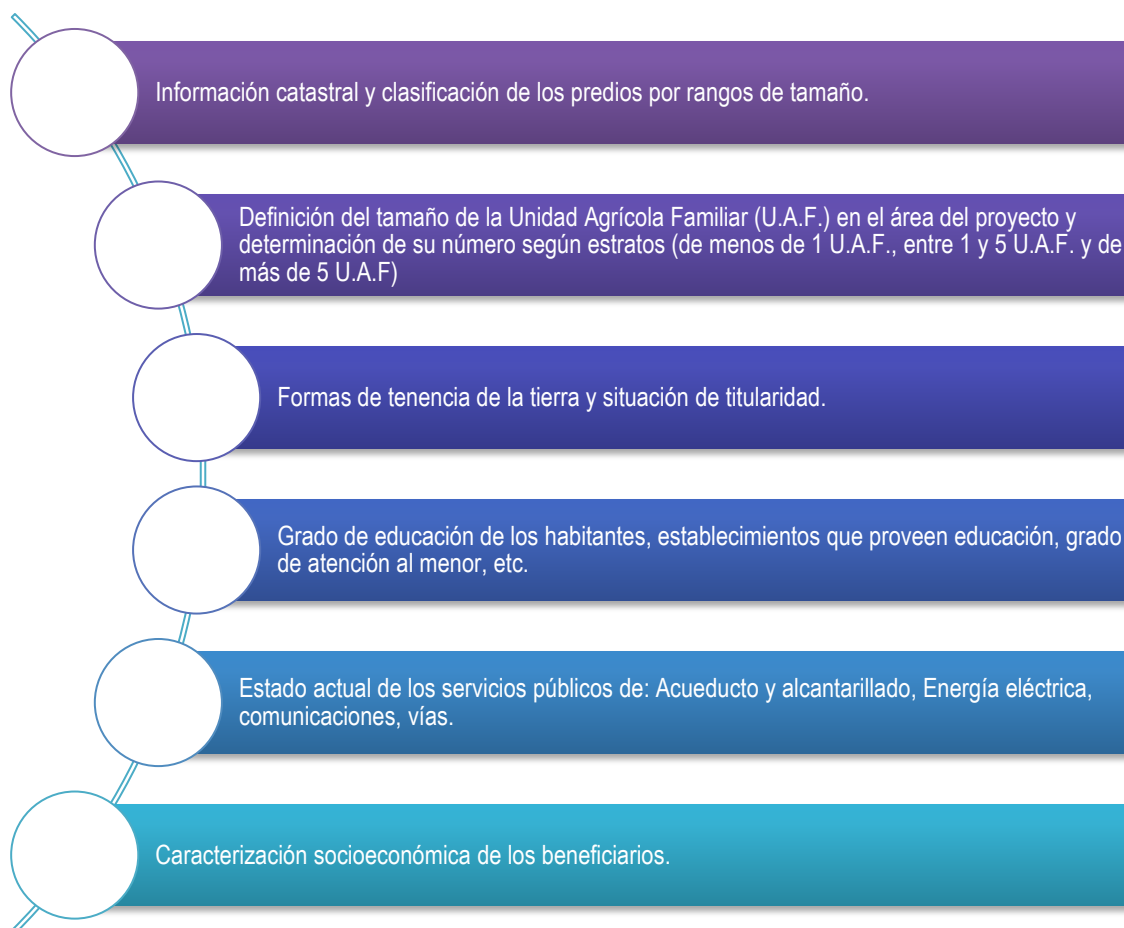 Información catastral y clasificación de los predios por rangos de tamaño.
Definición del tamaño de la Unidad Agrícola Familiar (U.A.F.) en el área del proyecto y
determinación de su número según estratos (de menos de 1 U.A.F., entre 1 y 5 U.A.F. y de
más de 5 U.A.F)
Formas de tenencia de la tierra y situación de titularidad.
Grado de educación de los habitantes, establecimientos que proveen educación, grado
de atención al menor, etc.
Estado actual de los servicios públicos de: Acueducto y alcantarillado, Energía eléctrica,
comunicaciones, vías.
Caracterización socioeconómica de los beneficiarios.